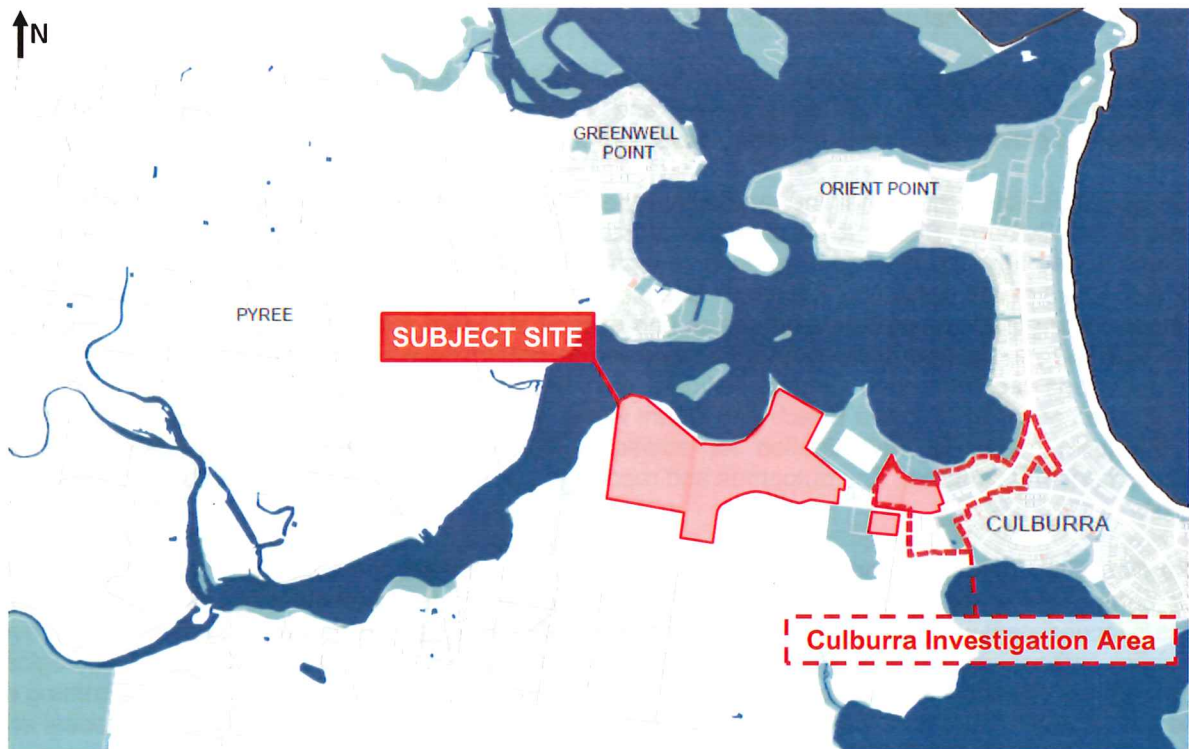 N
GREENWELL
POINT
ORIENT POINT
PYREE
SUBJECT SITE
CULBURRA
Culburra Investigation Area